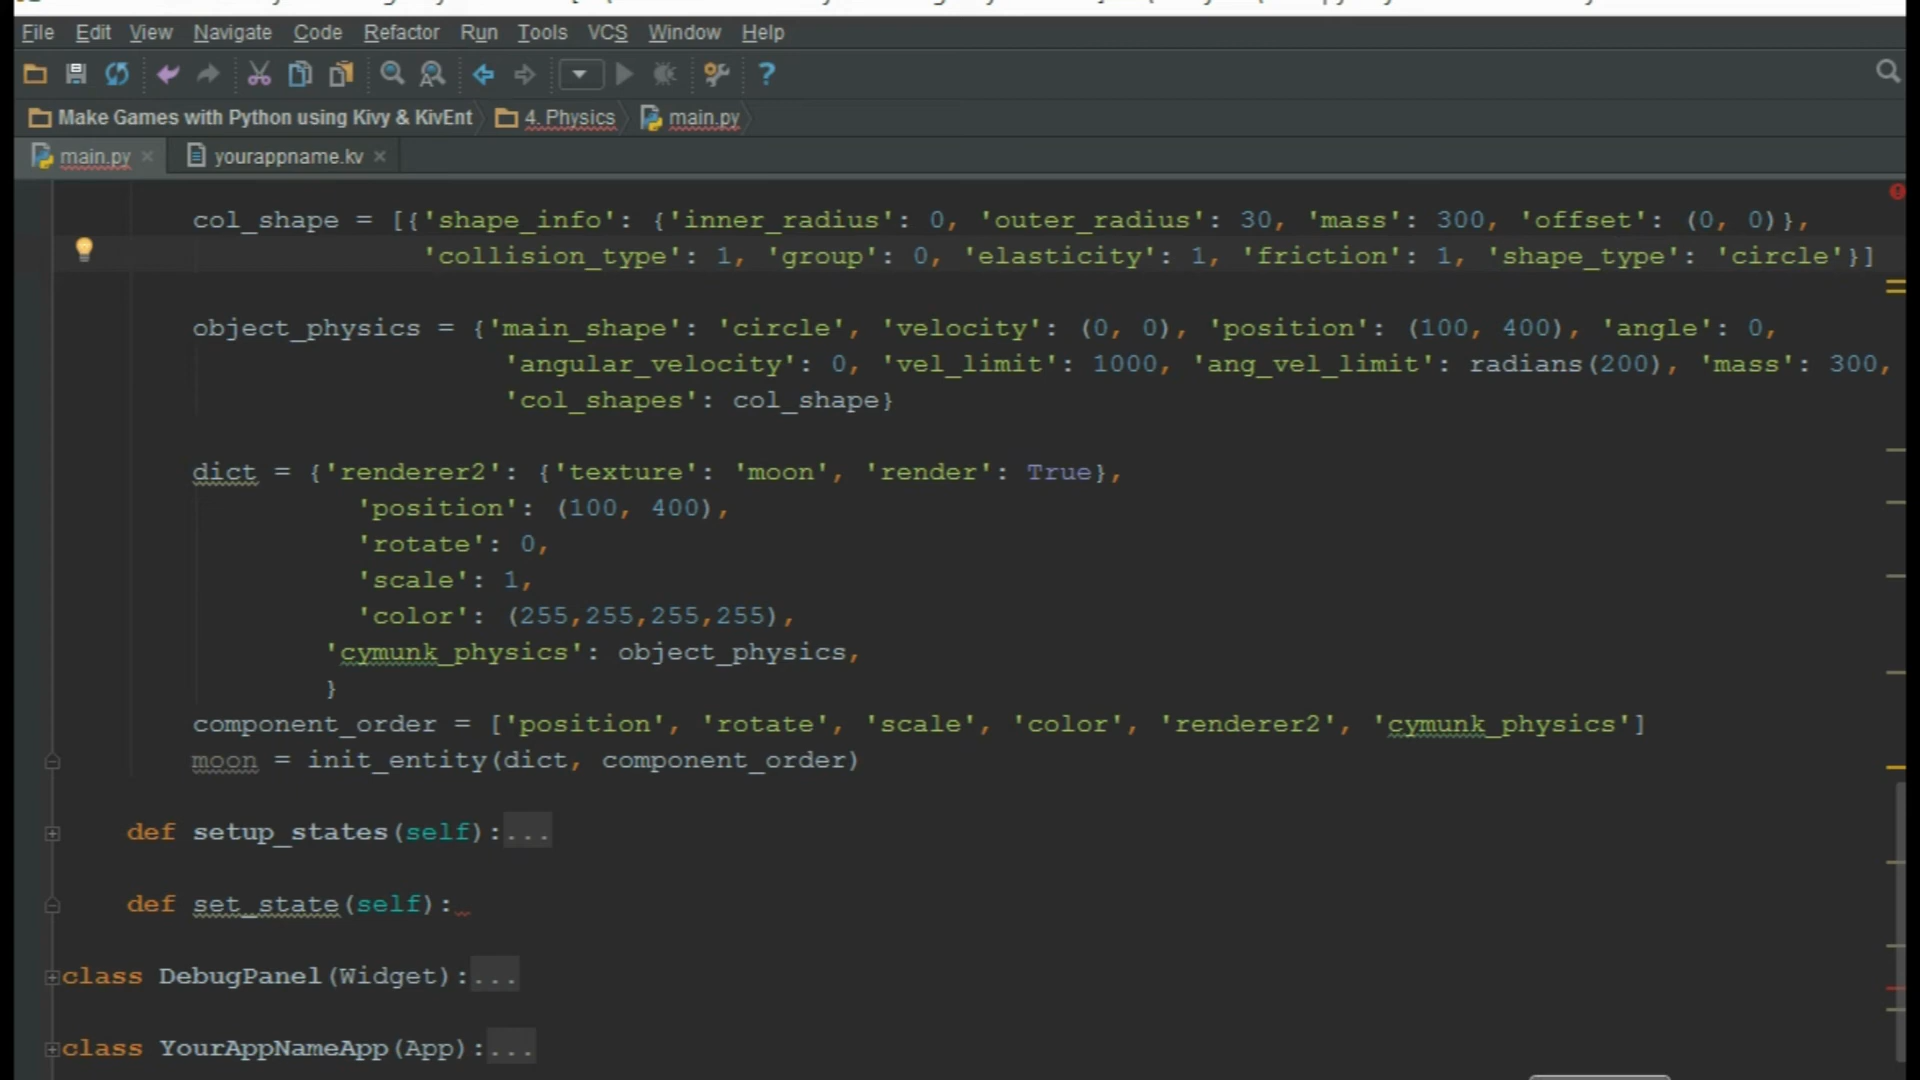 File Edit View Navigate Code Refactor Run Tools VCS Window Help
Make Games with Python using Kivy & KivEnt 4. Physics main.py
main.py yourappname.kv
col_shape = [{'shape_info': {'inner_radius': 0, 'outer_radius': 30, 'mass': 300, 'offset': (0, 0)},
'collision_type': 1, 'group': 0, 'elasticity': 1, 'friction': 1, 'shape_type': 'circle'}]
object_physics = {'main_shape': 'circle', 'velocity': (0, 0), 'position': (100, 400), 'angle': 0,
'angular_velocity': 0, 'vel_limit': 1000, 'ang_vel_limit': radians(200), 'mass': 300,
'col_shapes': col_shape}
dict = {'renderer2': {'texture': 'moon', 'render': True},
'position': (100, 400),
'rotate': 0,
'scale': 1,
'color': (255,255,255,255),
'cymunk_physics': object_physics,
}
component_order = ['position', 'rotate', 'scale', 'color', 'renderer2', 'cymunk_physics']
moon = init_entity(dict, component_order)
def setup_states(self):...
def set_state(self):
class DebugPanel(Widget):...
class YourAppNameApp(App):...